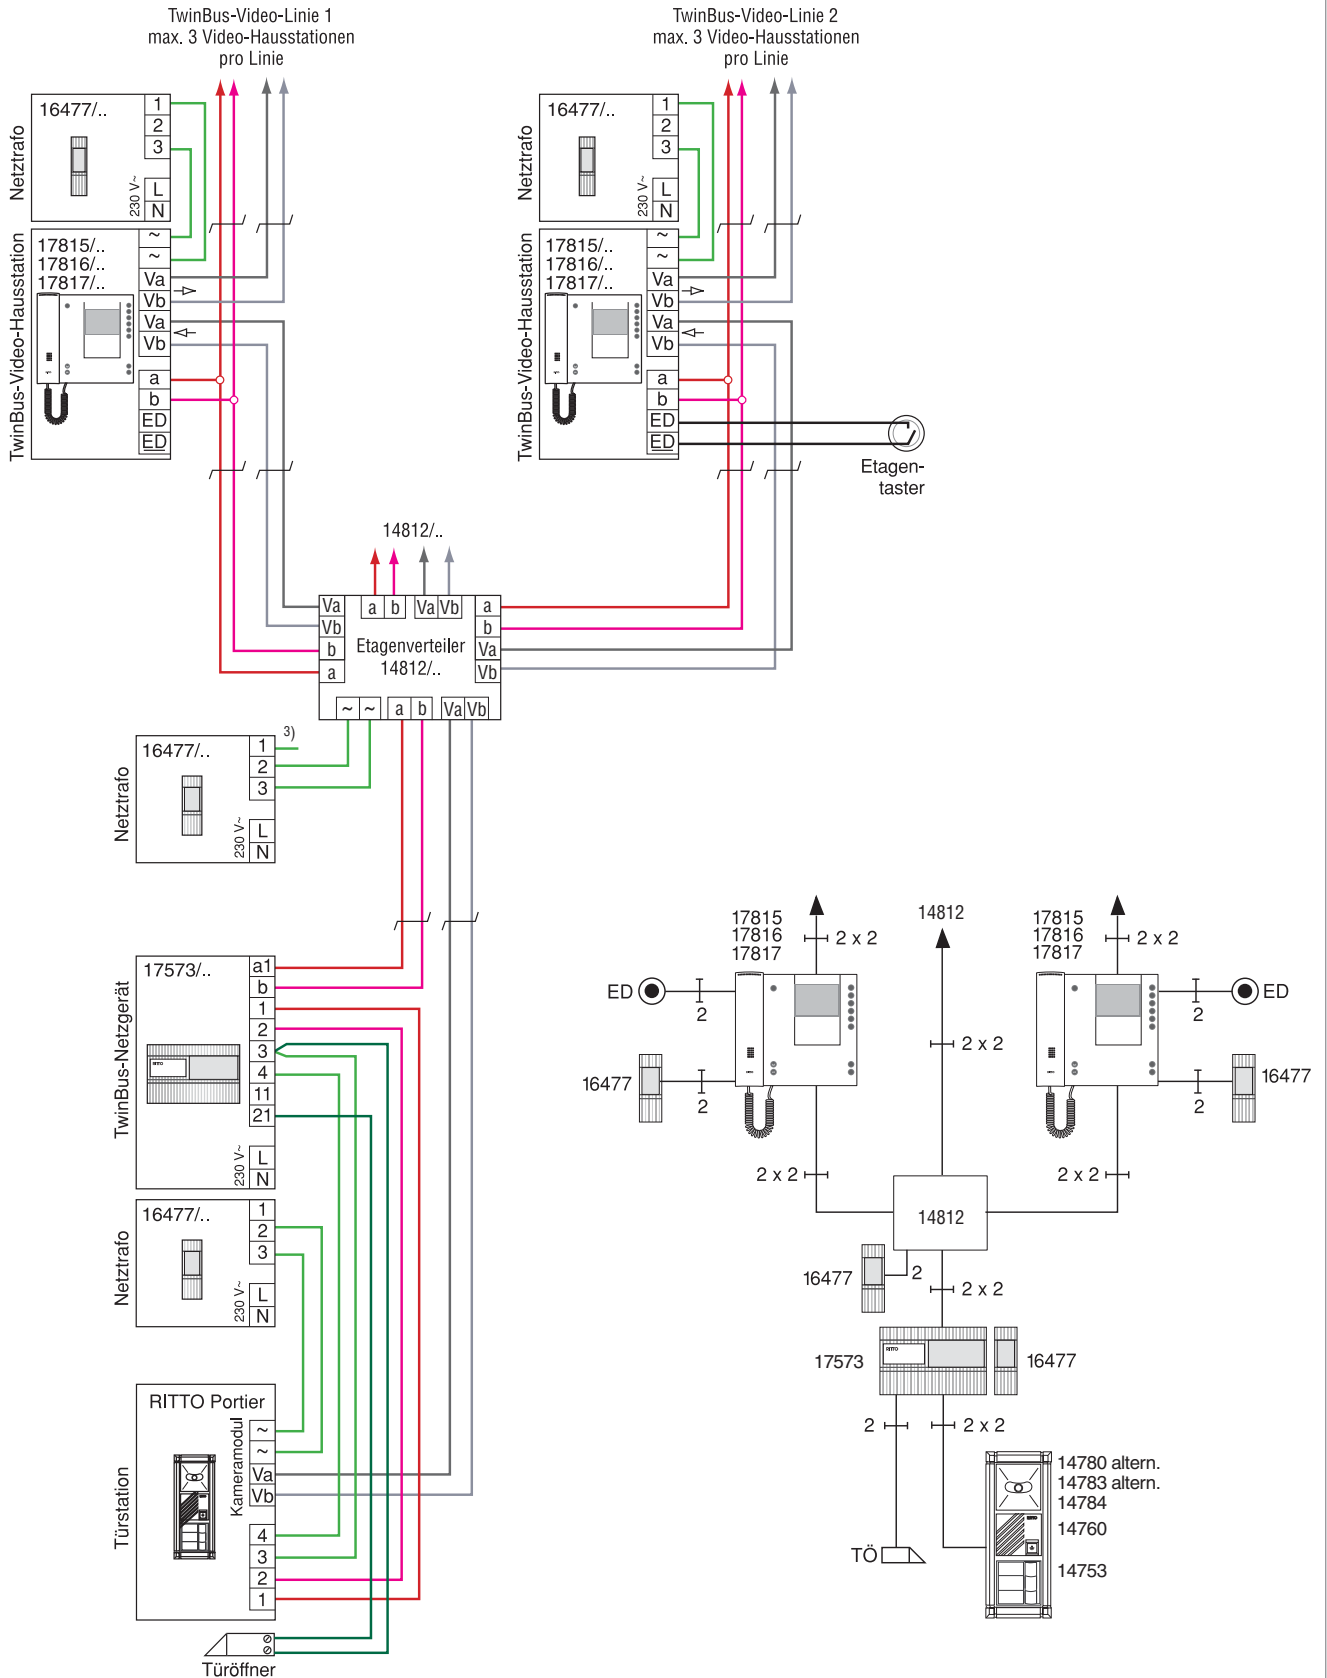 TwinBus-Video-Linie 1
max. 3 Video-Hausstationen
pro Linie
TwinBus-Video-Linie 2
max. 3 Video-Hausstationen
pro Linie
Netztrafo
16477/..
1
2
3
230 V~
L
N
TwinBus-Video-Hausstation
17815/..
17816/..
17817/..
~
~
Va
Vb
Va
Vb
a
b
ED
ED
Netztrafo
16477/..
1
2
3
230 V~
L
N
TwinBus-Video-Hausstation
17815/..
17816/..
17817/..
~
~
Va
Vb
Va
Vb
a
b
ED
ED
Etagen-
taster
14812/..
Va
Vb
b
a
a b Va Vb
a
b
Va
Vb
Etagenverteiler
14812/..
~ ~ a b Va Vb
Netztrafo
16477/..
1
2
3
3)
230 V~
L
N
TwinBus-Netzgerät
17573/..
a1
b
1
2
3
4
11
21
RITTO
230 V~
L
N
Netztrafo
16477/..
1
2
3
230 V~
L
N
Türstation
RITTO Portier
Kameramodul
~
~
Va
Vb
4
3
2
1
Türöffner
17815
17816
17817
2 x 2
14812
17815
17816
17817
2 x 2
ED
2
2 x 2
2
ED
16477
2
2
16477
2 x 2
2 x 2
14812
16477
2
2 x 2
17573
RITTO
16477
2
2 x 2
TÖ
14780 altern.
14783 altern.
14784
14760
14753